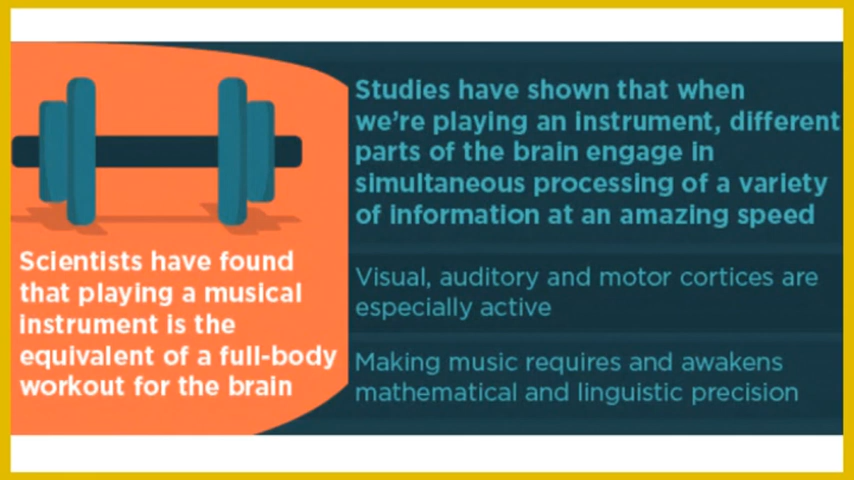 Scientists have found
that playing a musical
instrument is the
equivalent of a full-body
workout for the brain
Studies have shown that when
we're playing an instrument, different
parts of the brain engage in
simultaneous processing of a variety
of information at an amazing speed
Visual, auditory and motor cortices are
especially active
Making music requires and awakens
mathematical and linguistic precision